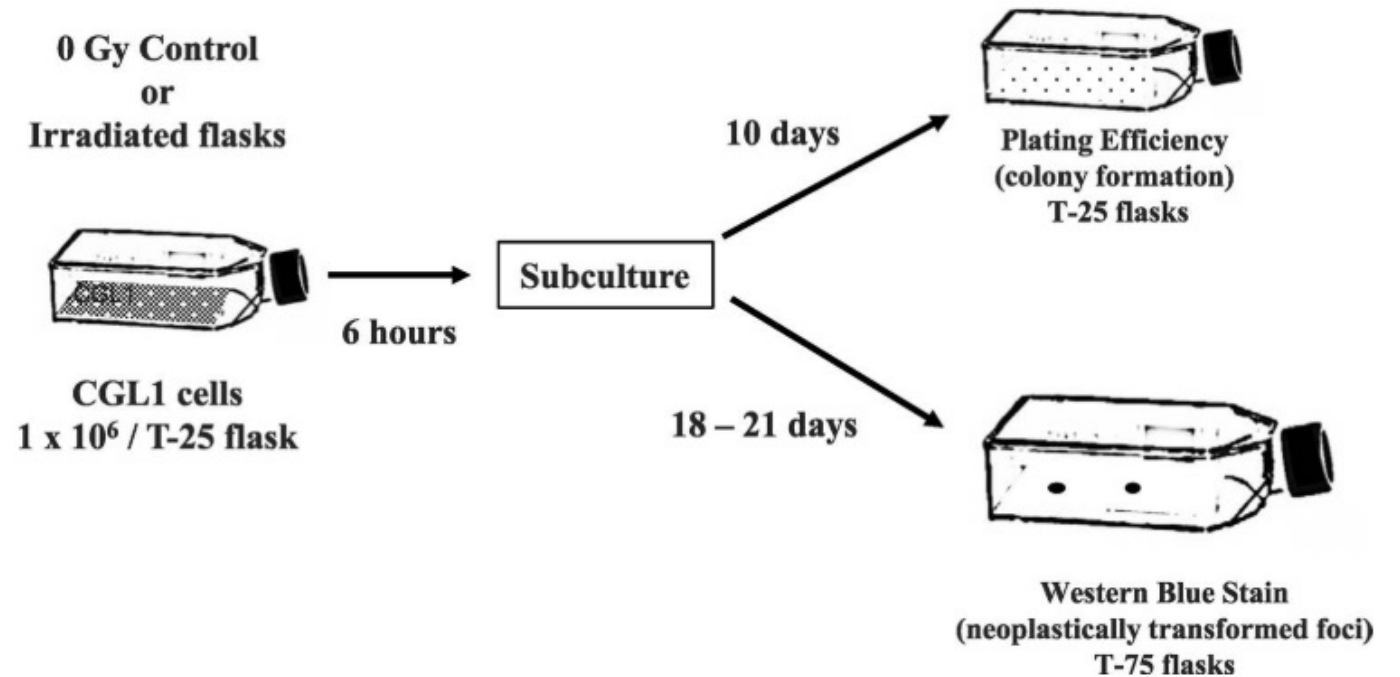 0 Gy Control
or
Irradiated flasks
CGL1
CGL1 cells
1 x 10⁶ / T-25 flask
6 hours
Subculture
10 days
Plating Efficiency
(colony formation)
T-25 flasks
18 – 21 days
Western Blue Stain
(neoplastically transformed foci)
T-75 flasks